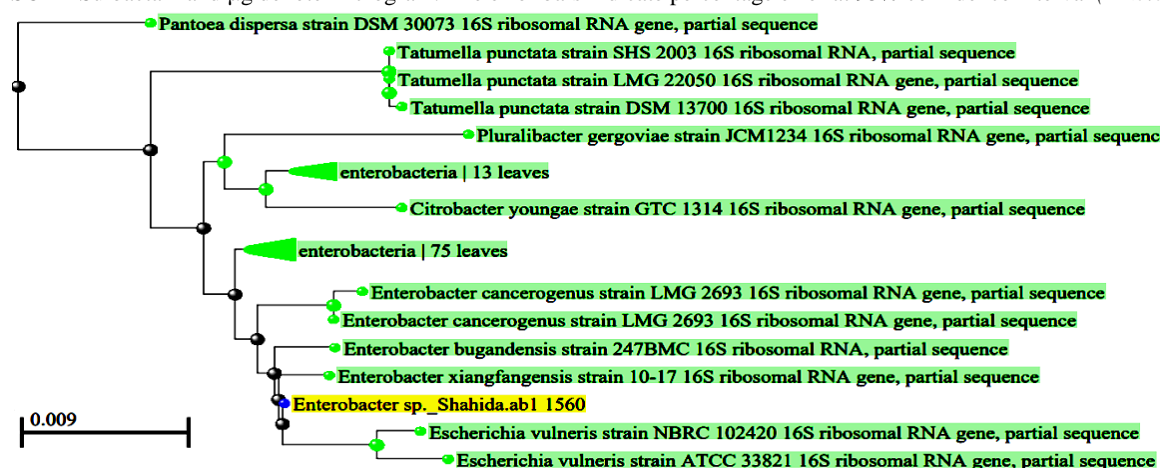 Pantoea dispersa strain DSM 30073 16S ribosomal RNA gene, partial sequence
Tatumella punctata strain SHS 2003 16S ribosomal RNA, partial sequence
Tatumella punctata strain LMG 22050 16S ribosomal RNA gene, partial sequence
Tatumella punctata strain DSM 13700 16S ribosomal RNA gene, partial sequence
Pluralibacter gergoviae strain JCM1234 16S ribosomal RNA gene, partial sequenc
enterobacteria | 13 leaves
Citrobacter youngae strain GTC 1314 16S ribosomal RNA gene, partial sequence
enterobacteria | 75 leaves
Enterobacter cancerogenus strain LMG 2693 16S ribosomal RNA gene, partial sequence
Enterobacter cancerogenus strain LMG 2693 16S ribosomal RNA gene, partial sequence
Enterobacter bugandensis strain 247BMC 16S ribosomal RNA, partial sequence
Enterobacter xiangfangensis strain 10-17 16S ribosomal RNA gene, partial sequence
Enterobacter sp._Shahida.ab1 1560
0.009
Escherichia vulneris strain NBRC 102420 16S ribosomal RNA gene, partial sequence
Escherichia vulneris strain ATCC 33821 16S ribosomal RNA gene, partial sequence